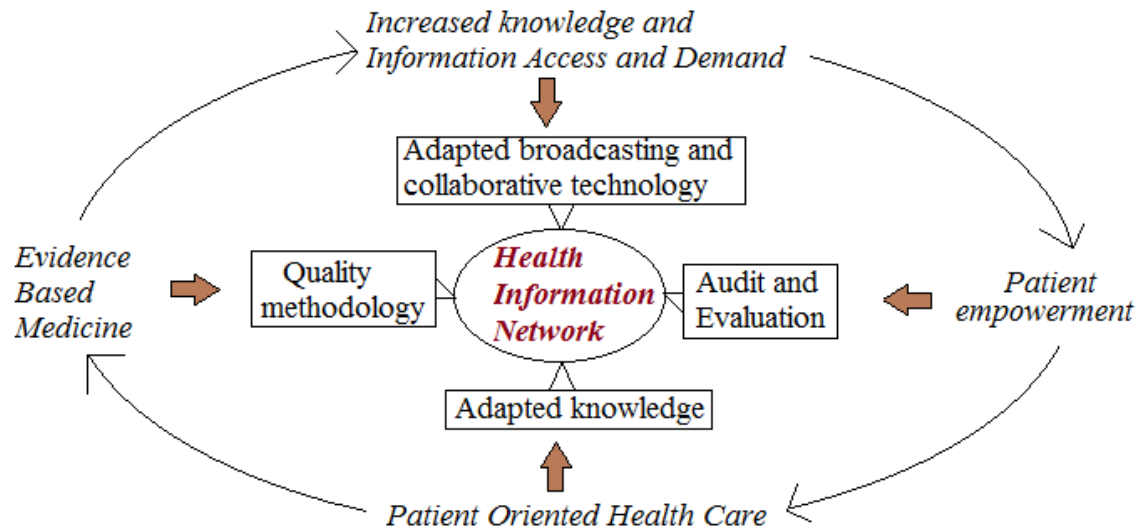 Increased knowledge and
Information Access and Demand
Adapted broadcasting and
collaborative technology
Evidence
Based
Medicine
Quality
methodology
Health
Information
Network
Audit and
Evaluation
Patient
empowerment
Adapted knowledge
Patient Oriented Health Care